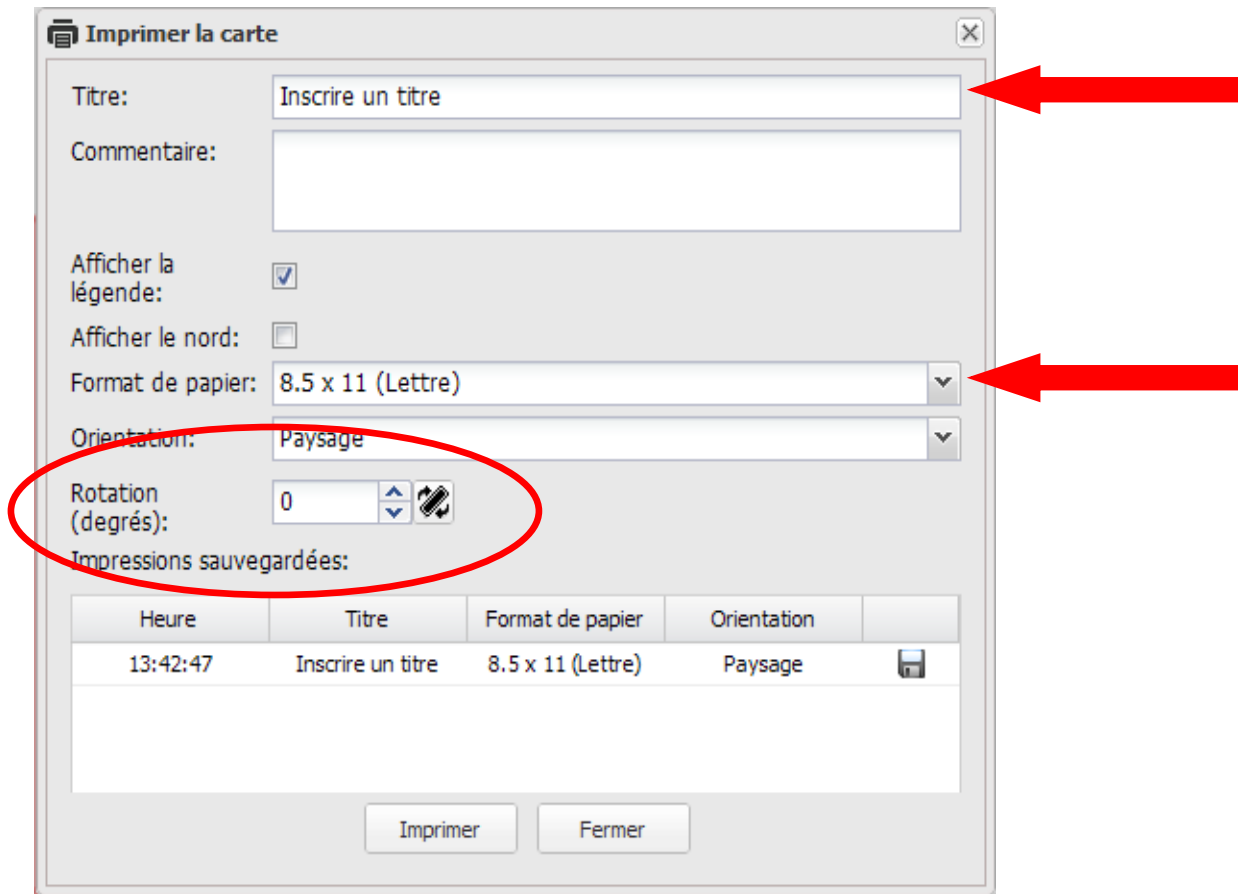 Imprimer la carte
Titre: Inscrire un titre
Commentaire:
Afficher la
légende:
Afficher le nord:
Format de papier: 8.5 x 11 (Lettre)
Orientation: Paysage
Rotation
(degrés): 0
Impressions sauvegardées:
Heure Titre Format de papier Orientation
13:42:47 Inscrire un titre 8.5 x 11 (Lettre) Paysage
Imprimer Fermer